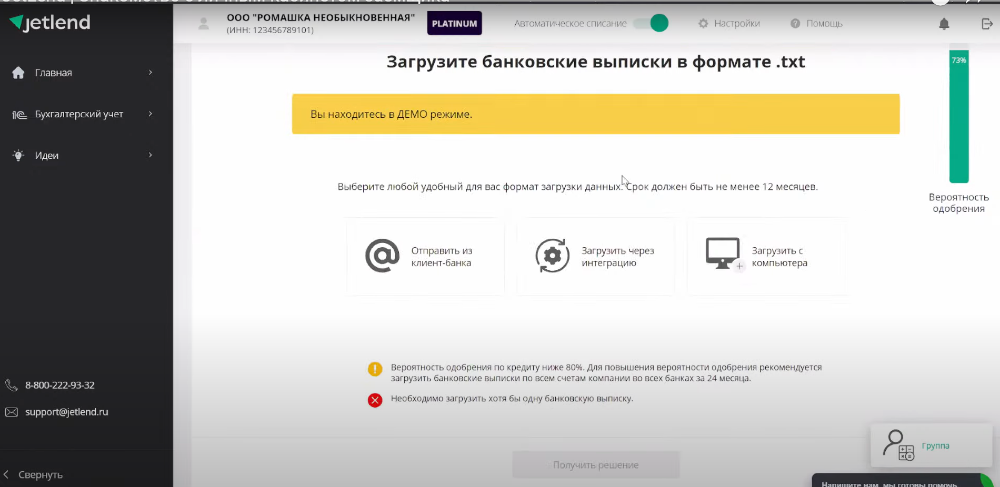 jetlend
ООО "РОМАШКА НЕОБЫКНОВЕННАЯ"
(ИНН: 123456789101)
PLATINUM
Автоматическое списание
Настройки
Помощь
Главная
Бухгалтерский учет
Идеи
8-800-222-93-32
support@jetlend.ru
Свернуть
Загрузите банковские выписки в формате .txt
Вы находитесь в ДЕМО режиме.
73%
Вероятность
одобрения
Выберите любой удобный для вас формат загрузки данных. Срок должен быть не менее 12 месяцев.
Отправить из
клиент-банка
Загрузить через
интеграцию
Загрузить с
компьютера
Вероятность одобрения по кредиту ниже 80%. Для повышения вероятности одобрения рекомендуется
загрузить банковские выписки по всем счетам компании во всех банках за 24 месяца.
Необходимо загрузить хотя бы одну банковскую выписку.
Получить решение
Группа
Напишите нам, мы готовы помочь